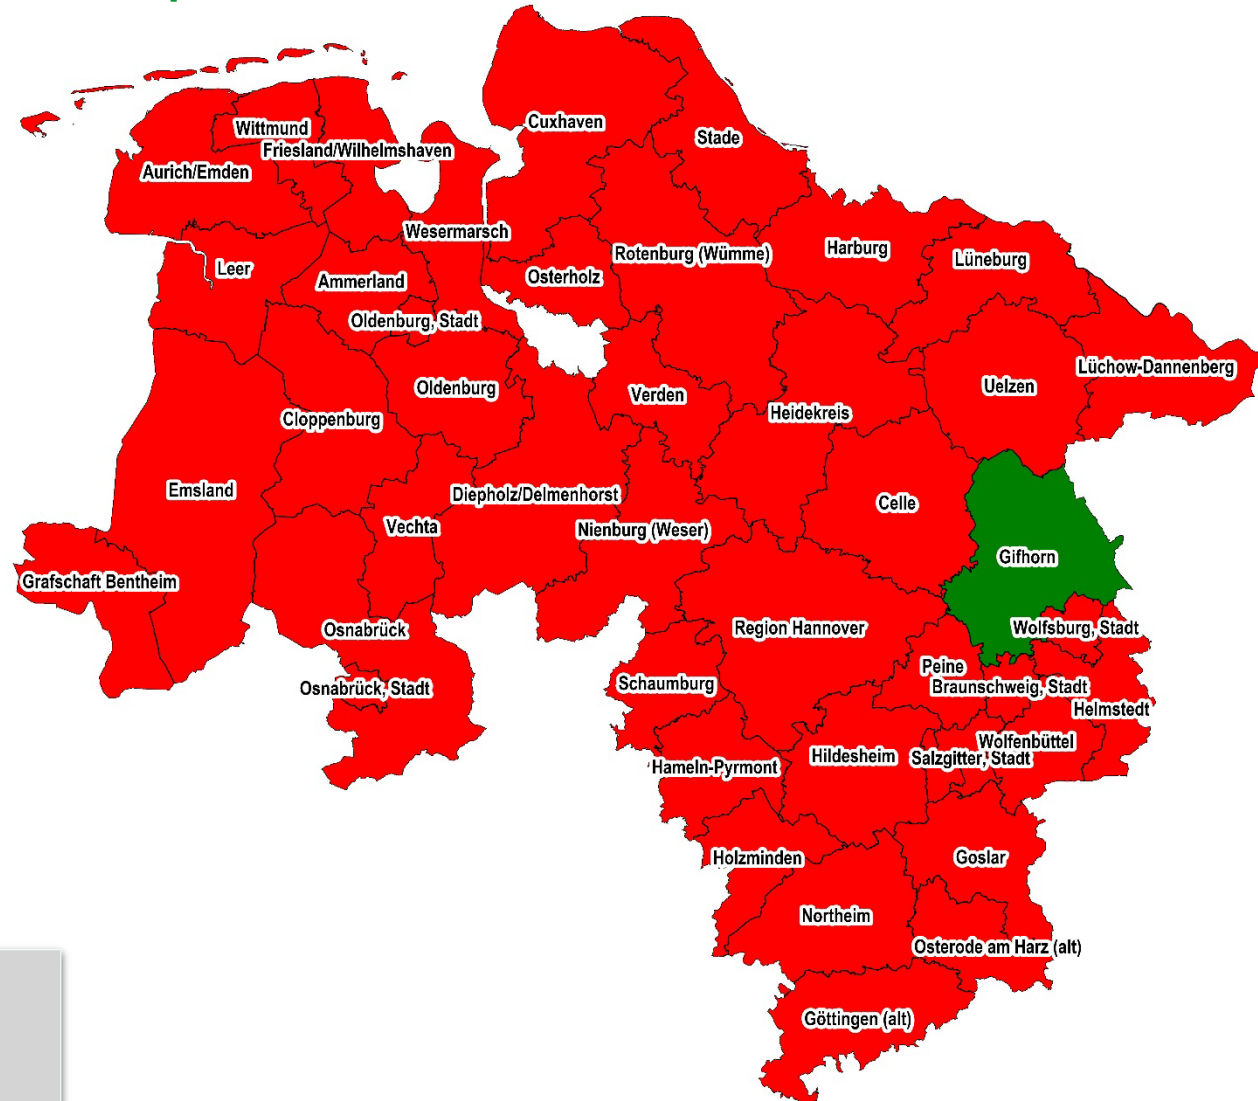 Wittmund
Cuxhaven
Stade
Friesland/Wilhelmshaven
Aurich/Emden
Wesermarsch
Rotenburg (Wümme)
Harburg
Lüneburg
Leer
Ammerland
Osterholz
Oldenburg, Stadt
Lüchow-Dannenberg
Oldenburg
Verden
Uelzen
Cloppenburg
Heidekreis
Emsland
Diepholz/Delmenhorst
Celle
Vechta
Nienburg (Weser)
Gifhorn
Grafschaft Bentheim
Osnabrück
Region Hannover
Wolfsburg, Stadt
Peine
Osnabrück, Stadt
Schaumburg
Braunschweig, Stadt
Helmstedt
Wolfenbüttel
Hildesheim
Salzgitter, Stadt
Hameln-Pyrmont
Holzminden
Goslar
Northeim
Osterode am Harz (alt)
Göttingen (alt)